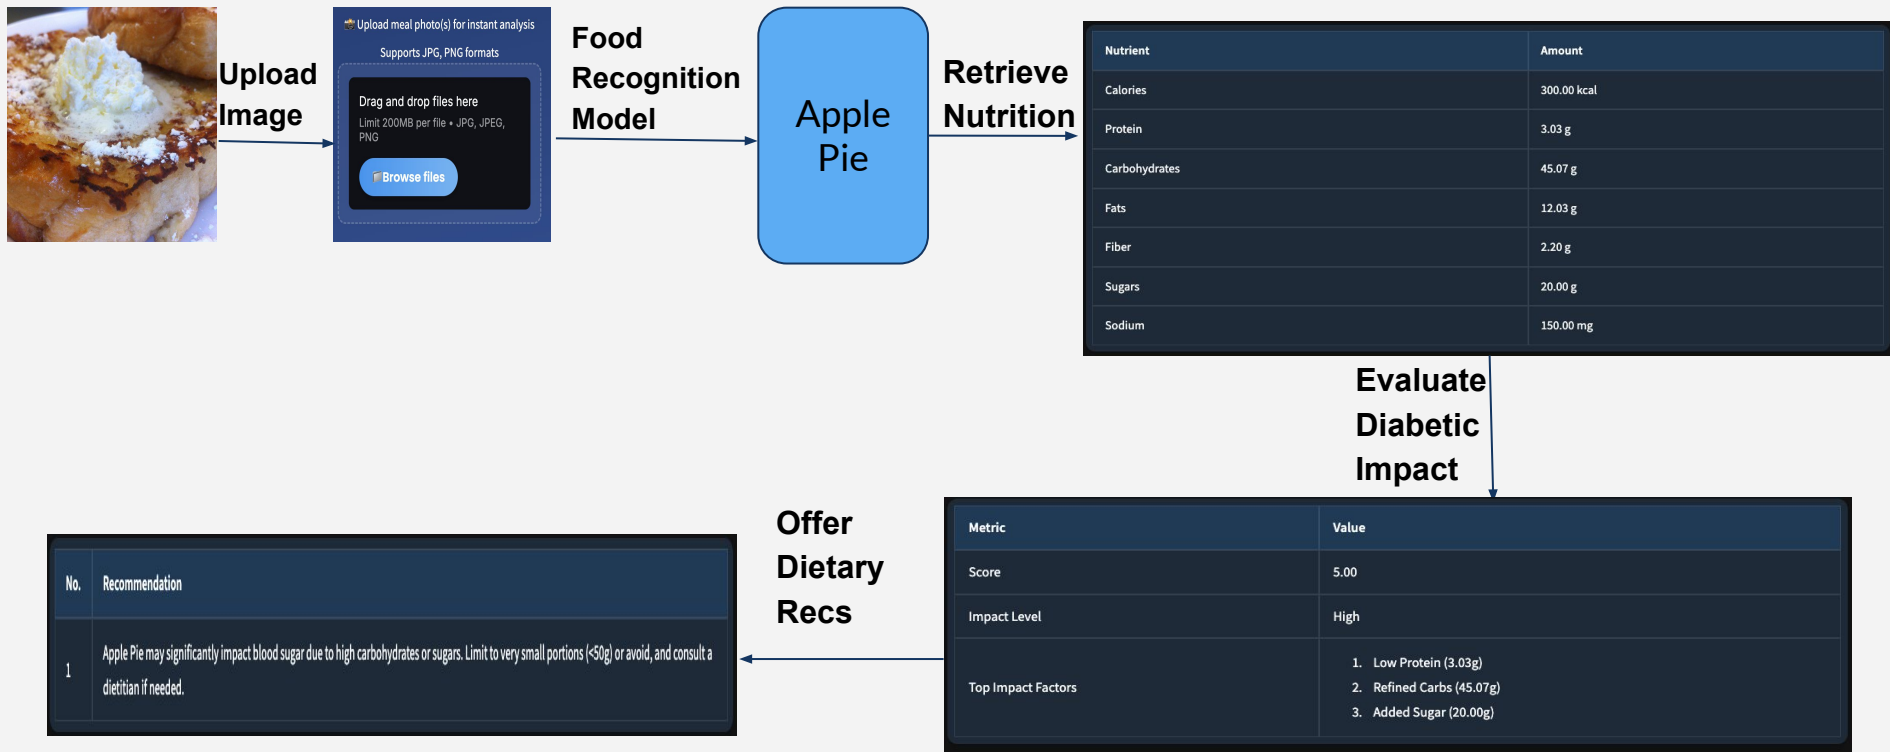 Upload
Image
📸Upload meal photo(s) for instant analysis
Supports JPG, PNG formats
Drag and drop files here
Limit 200MB per file • JPG, JPEG,
PNG
Browse files
Food
Recognition
Model
Apple
Pie
Retrieve
Nutrition
Nutrient Amount
Calories 300.00 kcal
Protein 3.03 g
Carbohydrates 45.07 g
Fats 12.03 g
Fiber 2.20 g
Sugars 20.00 g
Sodium 150.00 mg
Evaluate
Diabetic
Impact
Metric Value
Score 5.00
Impact Level High
Top Impact Factors
1. Low Protein (3.03g)
2. Refined Carbs (45.07g)
3. Added Sugar (20.00g)
Offer
Dietary
Recs
No. Recommendation
1 Apple Pie may significantly impact blood sugar due to high carbohydrates or sugars. Limit to very small portions (<50g) or avoid, and consult a
dietitian if needed.